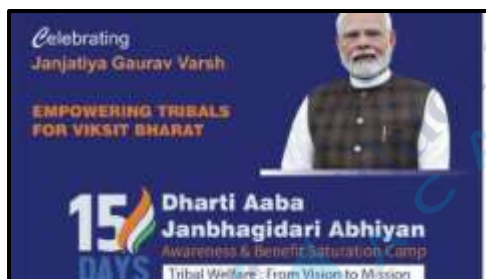 Celebrating
Janjatiya Gaurav Varsh
EMPOWERING TRIBALS
FOR VIKSIT BHARAT
15
DAYS
Dharti Aaba
Janbhagidari Abhiyan
Awareness & Benefit Saturation Camp
Tribal Welfare : From Vision to Mission